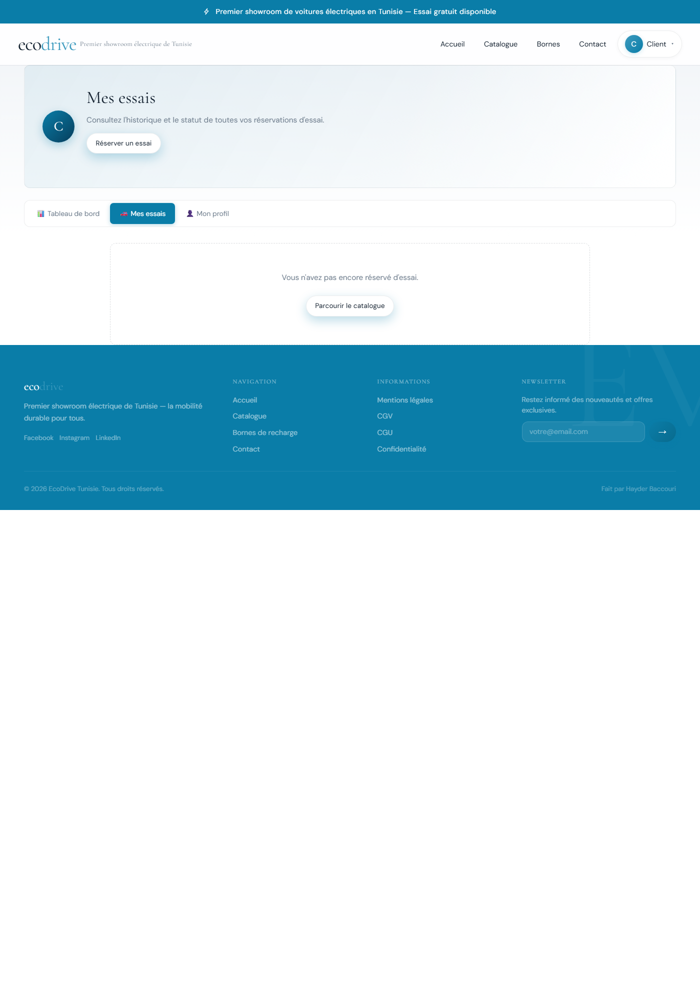 Premier showroom de voitures électriques en Tunisie — Essai gratuit disponible
ecodrive Premier showroom électrique de Tunisie
Accueil Catalogue Bornes Contact C Client
Mes essais
C
Consultez l'historique et le statut de toutes vos réservations d'essai.
Réserver un essai
Tableau de bord Mes essais Mon profil
Vous n'avez pas encore réservé d'essai.
Parcourir le catalogue
EV
ecodrive
Premier showroom électrique de Tunisie — la mobilité
durable pour tous.
Facebook Instagram LinkedIn
NAVIGATION
Accueil
Catalogue
Bornes de recharge
Contact
INFORMATIONS
Mentions légales
CGV
CGU
Confidentialité
NEWSLETTER
Restez informé des nouveautés et offres
exclusives.
votre@email.com →
© 2026 EcoDrive Tunisie. Tous droits réservés.
Fait par Hayder Baccouri